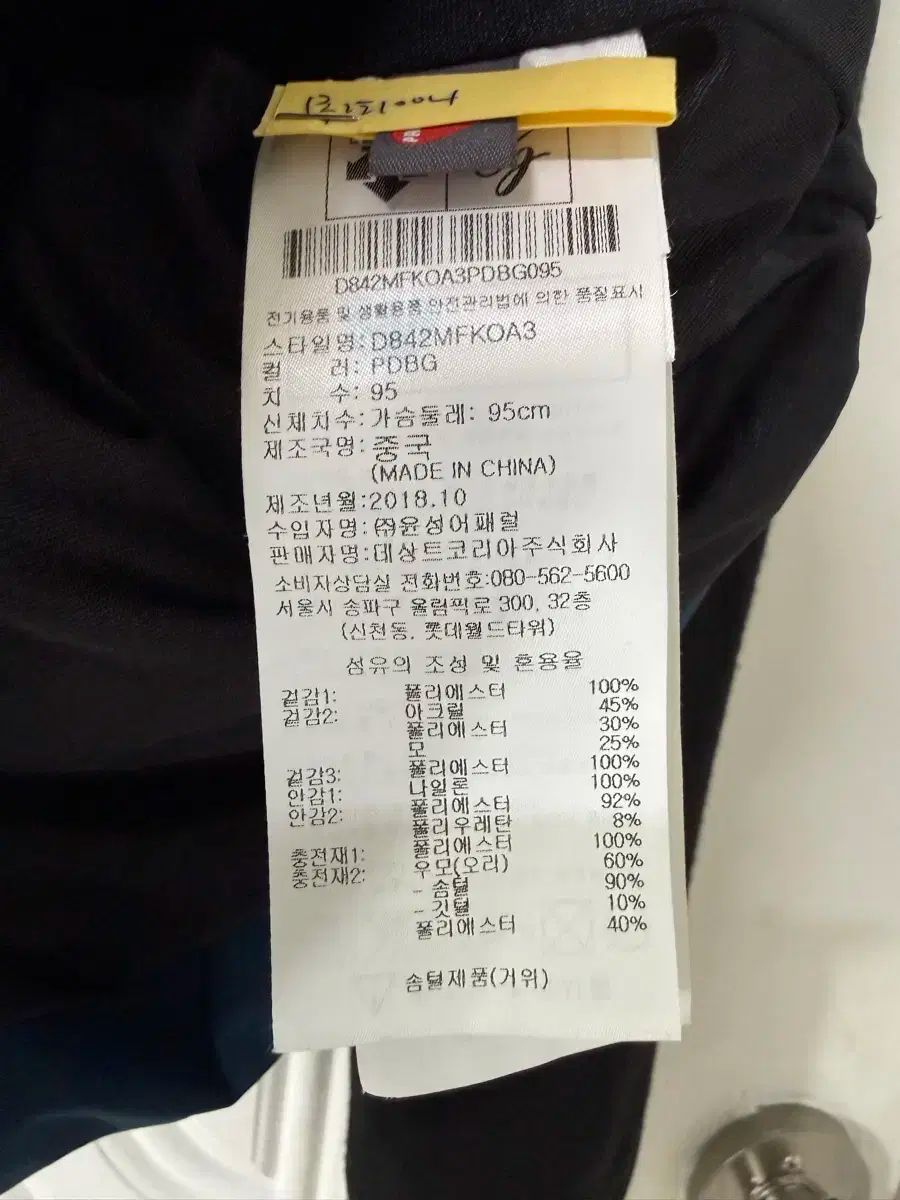 D842MFKOA3PDBG095
전기용품 및 생활용품 안전관리법에 의한 품질표시
스타일명: D842MFKOA3
컬 러: PDBG
치 수: 95
신체치수: 가슴둘레: 95cm
제조국명: 중국
(MADE IN CHINA)
제조년월: 2018.10
수입자명: ㈜윤성어패럴
판매자명: 데상트코리아주식회사
소비자상담실 전화번호: 080-562-5600
서울시 송파구 올림픽로 300, 32층
(신천동, 롯데월드타워)
섬유의 조성 및 혼용율
겉감1: 폴리에스터 100%
겉감2: 아크릴 45%
폴리에스터 30%
모 25%
겉감3: 폴리에스터 100%
안감1: 나일론 100%
안감2: 폴리에스터 92%
폴리우레탄 8%
충전재1: 폴리에스터 100%
충전재2: 우모(오리) 60%
- 솜털 90%
- 깃털 10%
폴리에스터 40%
솜털제품(거위)